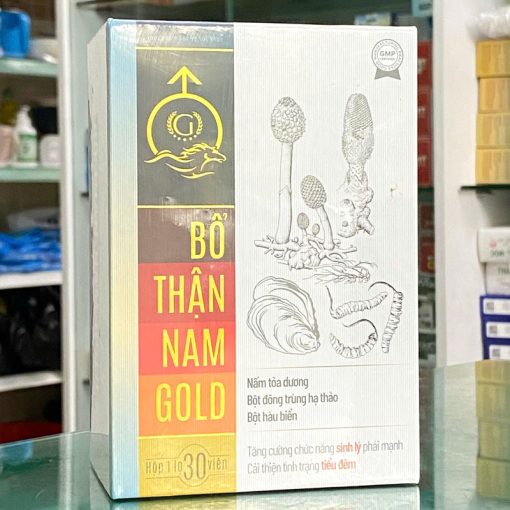 GMP
G
BỔ
THẬN
NAM
GOLD
Hộp 1 lọ 30 viên
Nấm tỏa dương
Bột đông trùng hạ thảo
Bột hàu biển
Tăng cường chức năng sinh lý phái mạnh
Cải thiện tình trạng tiểu đêm